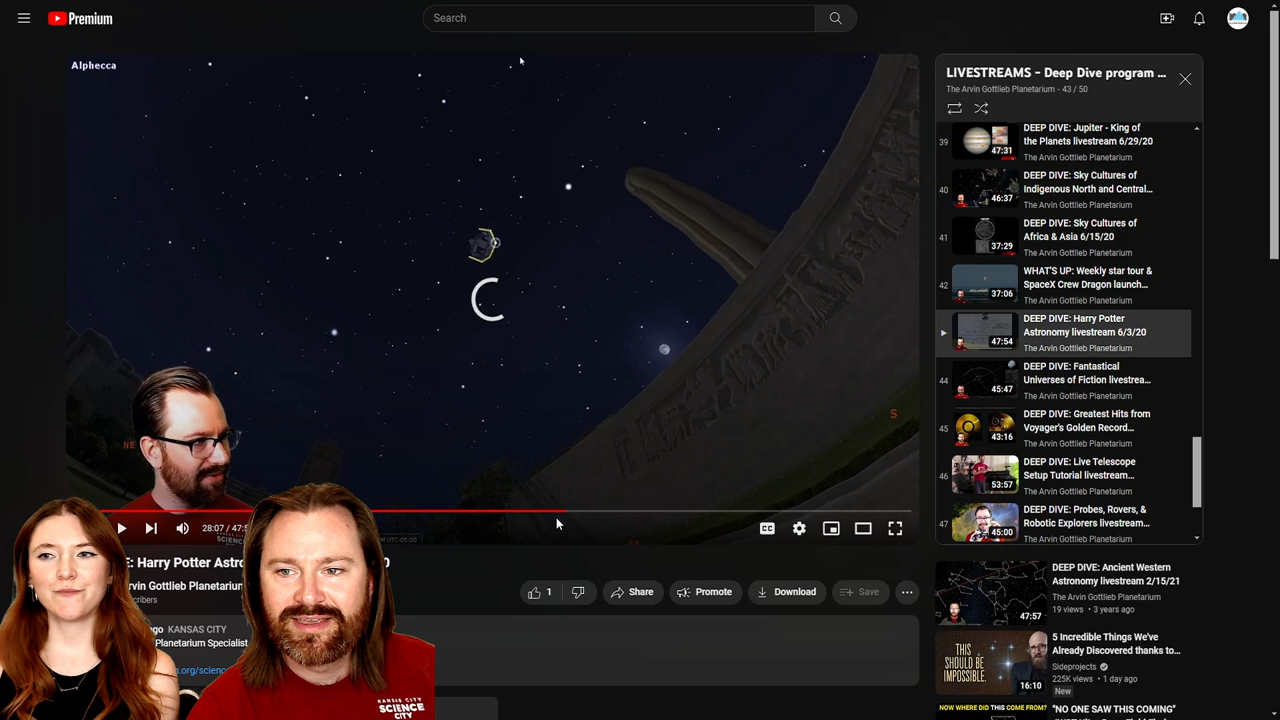 Premium
Search
Alphecca
NE
S
28:07 / 47:5
CC
LIVESTREAMS - Deep Dive program ...
The Arvin Gottlieb Planetarium - 43 / 50
39
47:31
DEEP DIVE: Jupiter - King of
the Planets livestream 6/29/20
The Arvin Gottlieb Planetarium
40
46:37
DEEP DIVE: Sky Cultures of
Indigenous North and Central...
The Arvin Gottlieb Planetarium
41
37:29
DEEP DIVE: Sky Cultures of
Africa & Asia 6/15/20
The Arvin Gottlieb Planetarium
42
37:06
WHAT'S UP: Weekly star tour &
SpaceX Crew Dragon launch...
The Arvin Gottlieb Planetarium
47:54
DEEP DIVE: Harry Potter
Astronomy livestream 6/3/20
The Arvin Gottlieb Planetarium
44
45:47
DEEP DIVE: Fantastical
Universes of Fiction livestrea...
The Arvin Gottlieb Planetarium
45
43:16
DEEP DIVE: Greatest Hits from
Voyager's Golden Record...
The Arvin Gottlieb Planetarium
46
53:57
DEEP DIVE: Live Telescope
Setup Tutorial livestream...
The Arvin Gottlieb Planetarium
47
45:00
DEEP DIVE: Probes, Rovers, &
Robotic Explorers livestream...
The Arvin Gottlieb Planetarium
E: Harry Potter Astro
0
rvin Gottlieb Planetarium
cribers
1
Share
Promote
Download
Save
ago KANSAS CITY
Planetarium Specialist
.org/scienc
KANSAS CITY
SCIENCE
CITY
47:57
DEEP DIVE: Ancient Western
Astronomy livestream 2/15/21
The Arvin Gottlieb Planetarium
19 views • 3 years ago
THIS
SHOULD BE
IMPOSSIBLE.
16:10
5 Incredible Things We've
Already Discovered thanks to...
Sideprojects
225K views • 1 day ago
New
NOW WHERE DID THIS COME FROM?
"NO ONE SAW THIS COMING"